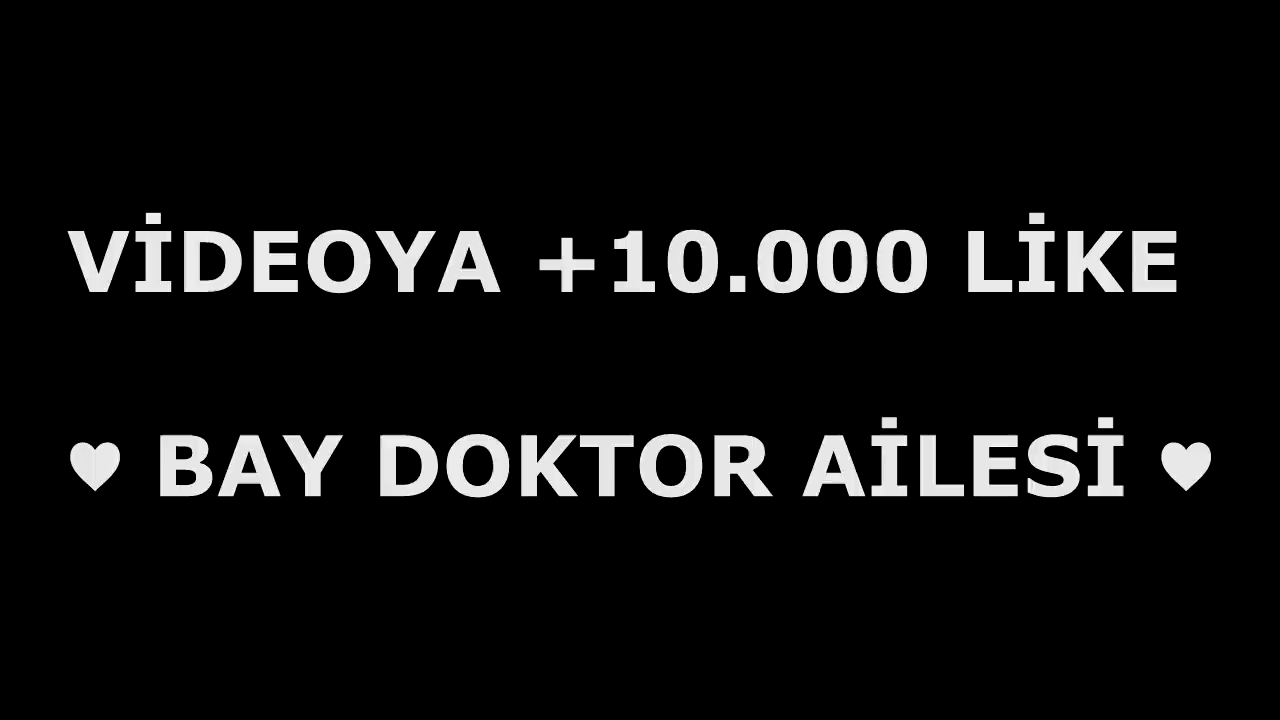 VİDEOYA +10.000 LİKE
♥ BAY DOKTOR AİLESİ ♥